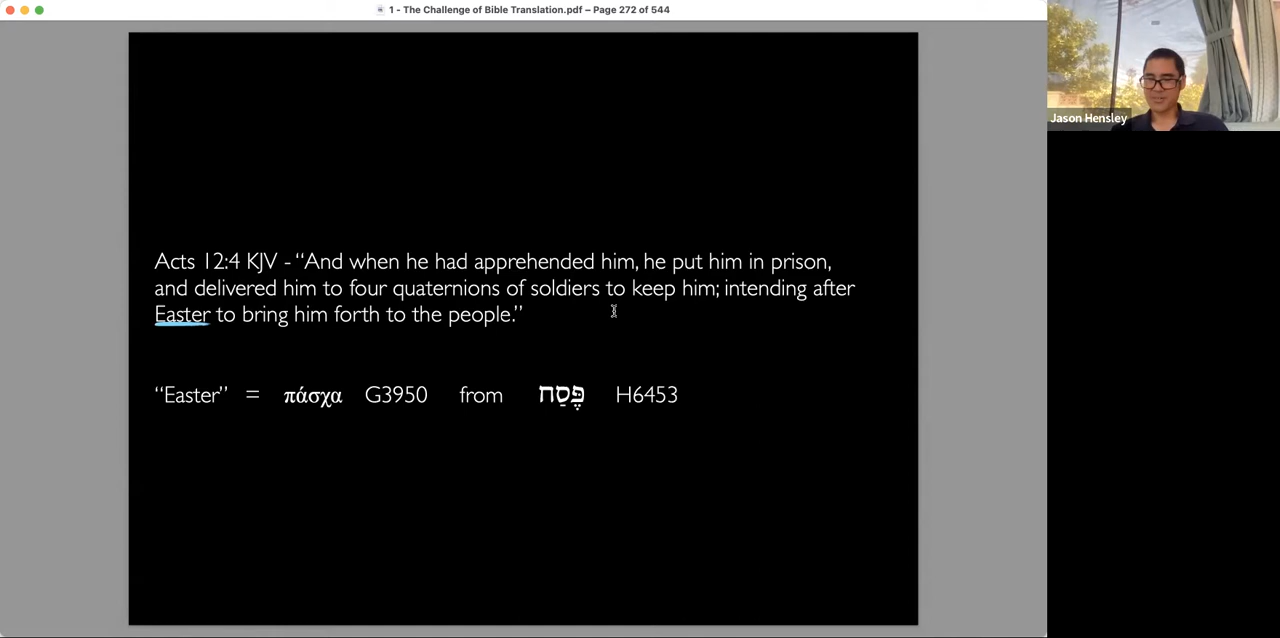 1 - The Challenge of Bible Translation.pdf – Page 272 of 544
Jason Hensley
Acts 12:4 KJV - “And when he had apprehended him, he put him in prison,
and delivered him to four quaternions of soldiers to keep him; intending after
Easter to bring him forth to the people.”
“Easter” = πάσχα G3950 from פֶּסַח H6453